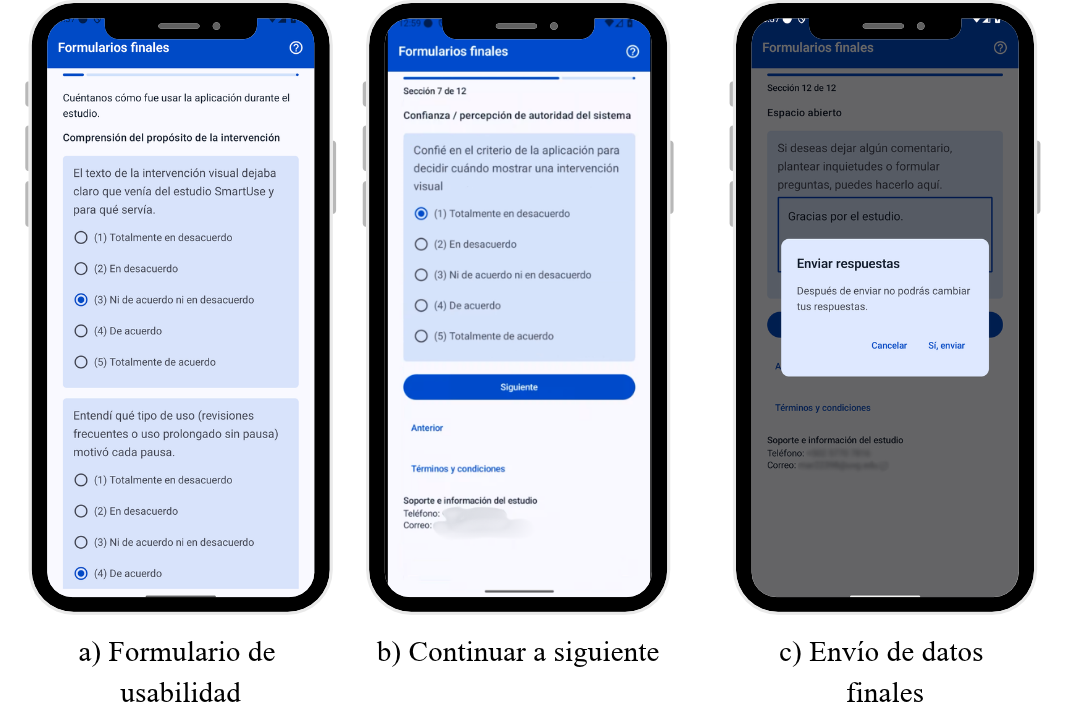 Formularios finales
Cuéntanos cómo fue usar la aplicación durante el
estudio.
Comprensión del propósito de la intervención
El texto de la intervención visual dejaba
claro que venía del estudio SmartUse y
para qué servía.
(1) Totalmente en desacuerdo
(2) En desacuerdo
(3) Ni de acuerdo ni en desacuerdo
(4) De acuerdo
(5) Totalmente de acuerdo
Entendí qué tipo de uso (revisiones
frecuentes o uso prolongado sin pausa)
motivó cada pausa.
(1) Totalmente en desacuerdo
(2) En desacuerdo
(3) Ni de acuerdo ni en desacuerdo
(4) De acuerdo
a) Formulario de
usabilidad
Formularios finales
Sección 7 de 12
Confianza / percepción de autoridad del sistema
Confié en el criterio de la aplicación para
decidir cuándo mostrar una intervención
visual
(1) Totalmente en desacuerdo
(2) En desacuerdo
(3) Ni de acuerdo ni en desacuerdo
(4) De acuerdo
(5) Totalmente de acuerdo
Siguiente
Anterior
Términos y condiciones
Soporte e información del estudio
Teléfono:
Correo:
b) Continuar a siguiente
Formularios finales
Sección 12 de 12
Espacio abierto
Si deseas dejar algún comentario,
plantear inquietudes o formular
preguntas, puedes hacerlo aquí.
Gracias por el estudio.
Enviar respuestas
Después de enviar no podrás cambiar
tus respuestas.
Cancelar
Sí, enviar
Términos y condiciones
Soporte e información del estudio
Teléfono:
Correo:
c) Envío de datos
finales